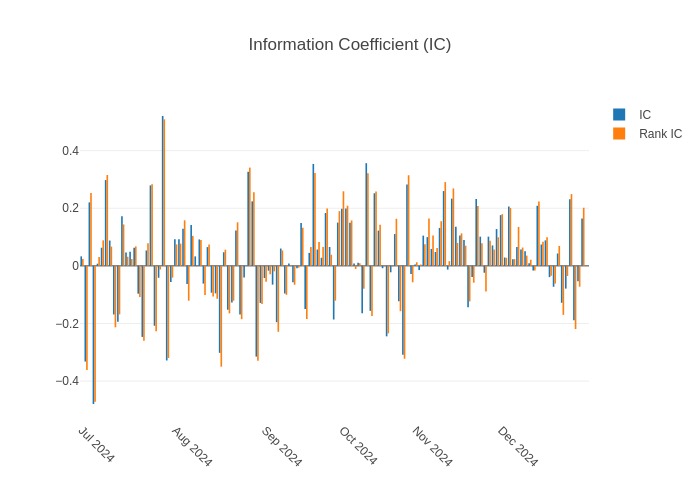 Information Coefficient (IC)
IC
Rank IC
0.4
0.2
0
−0.2
−0.4
Jul 2024
Aug 2024
Sep 2024
Oct 2024
Nov 2024
Dec 2024